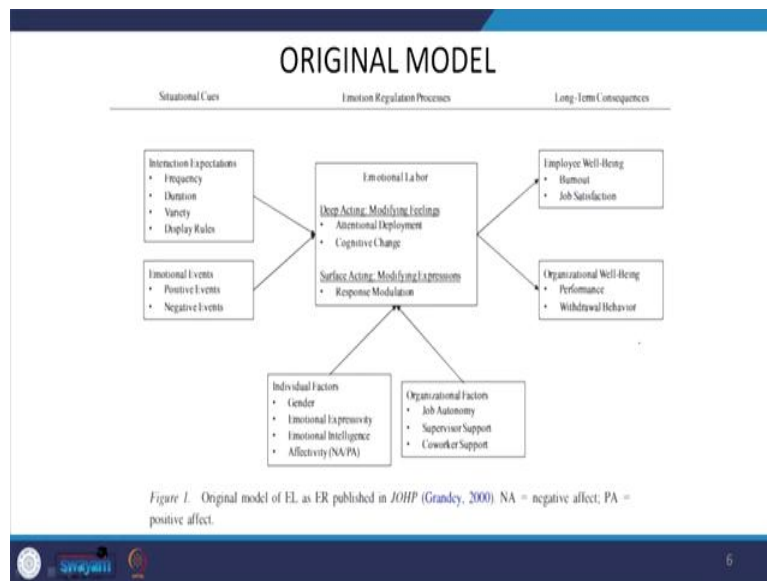 ORIGINAL MODEL
Situational Cues
Emotion Regulation Processes
Long-Term Consequences
Interaction Expectations
• Frequency
• Duration
• Variety
• Display Rules
Emotional Events
• Positive Events
• Negative Events
Emotional Labor
Deep Acting: Modifying Feelings
• Attentional Deployment
• Cognitive Change
Surface Acting: Modifying Expressions
• Response Modulation
Employee Well-Being
• Burnout
• Job Satisfaction
Organizational Well-Being
• Performance
• Withdrawal Behavior
Individual Factors
• Gender
• Emotional Expressivity
• Emotional Intelligence
• Affectivity (NA/PA)
Organizational Factors
• Job Autonomy
• Supervisor Support
• Coworker Support
Figure 1. Original model of EL as ER published in JOHP (Grandey, 2000) NA = negative affect; PA =
positive affect.
swayam
6